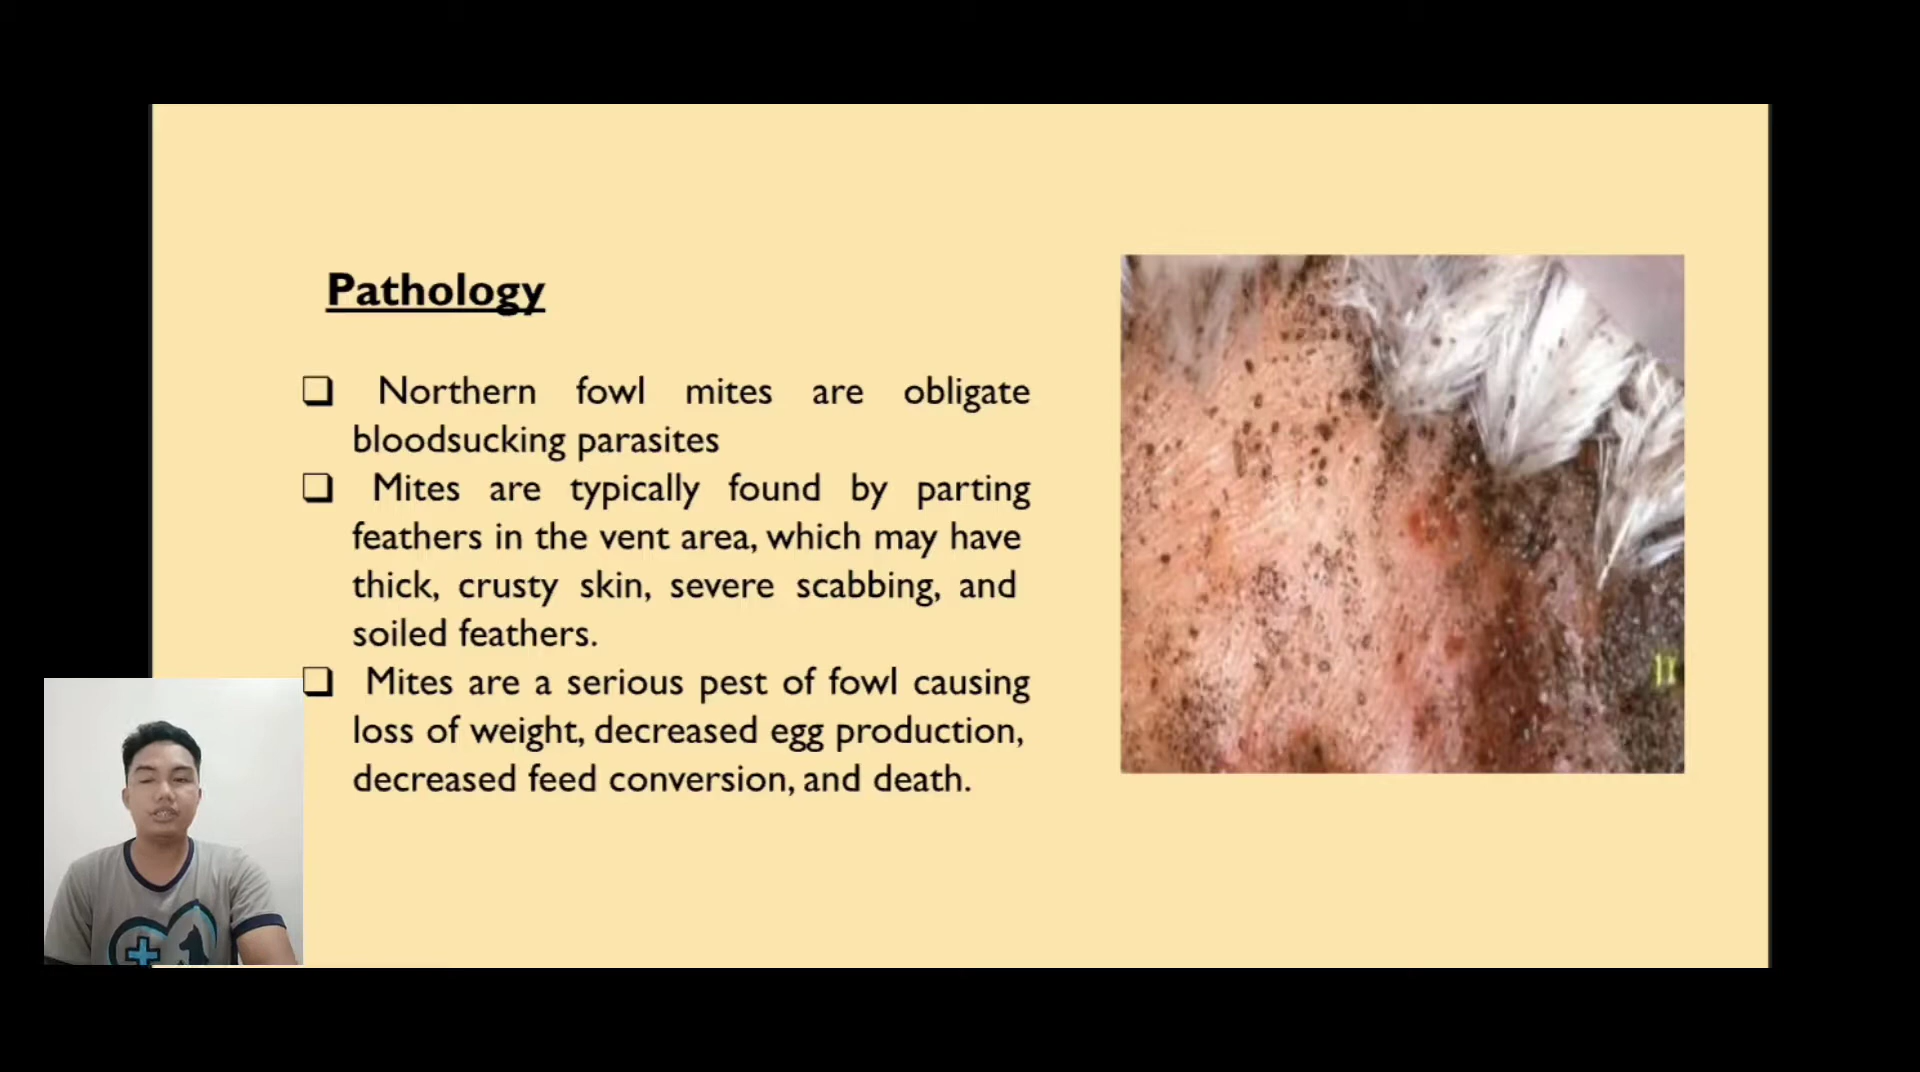 Pathology
❑ Northern fowl mites are obligate
bloodsucking parasites
❑ Mites are typically found by parting
feathers in the vent area, which may have
thick, crusty skin, severe scabbing, and
soiled feathers.
❑ Mites are a serious pest of fowl causing
loss of weight, decreased egg production,
decreased feed conversion, and death.
11